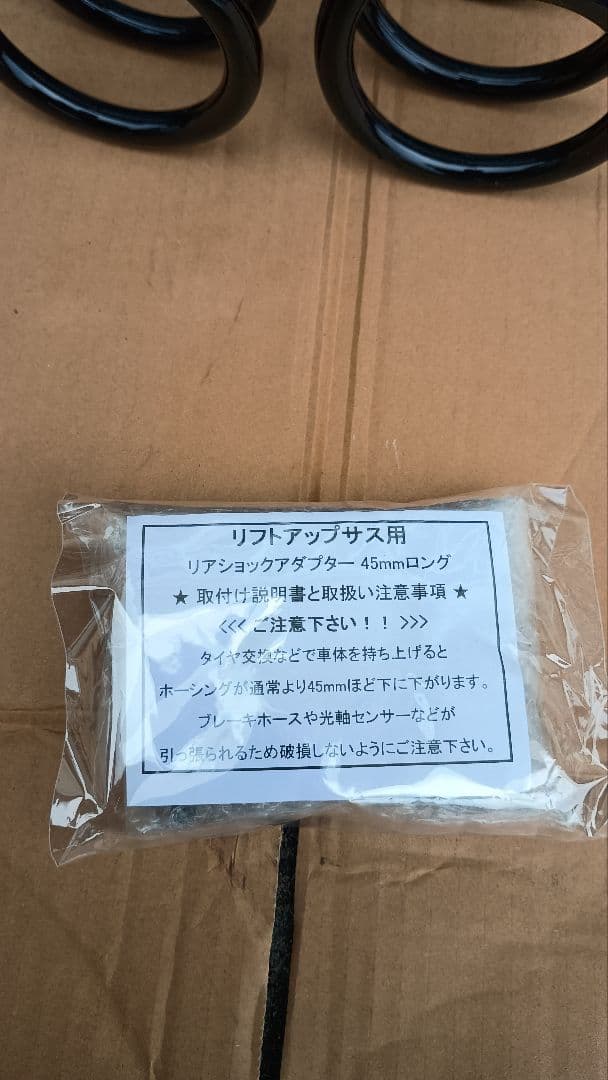 リフトアップサス用
リアショックアダプター 45mmロング
★ 取付け説明書と取扱い注意事項 ★
<<< ご注意下さい！！ >>>
タイヤ交換などで車体を持ち上げると
ホーシングが通常より45mmほど下に下がります。
ブレーキホースや光軸センサーなどが
引っ張られるため破損しないようにご注意下さい。